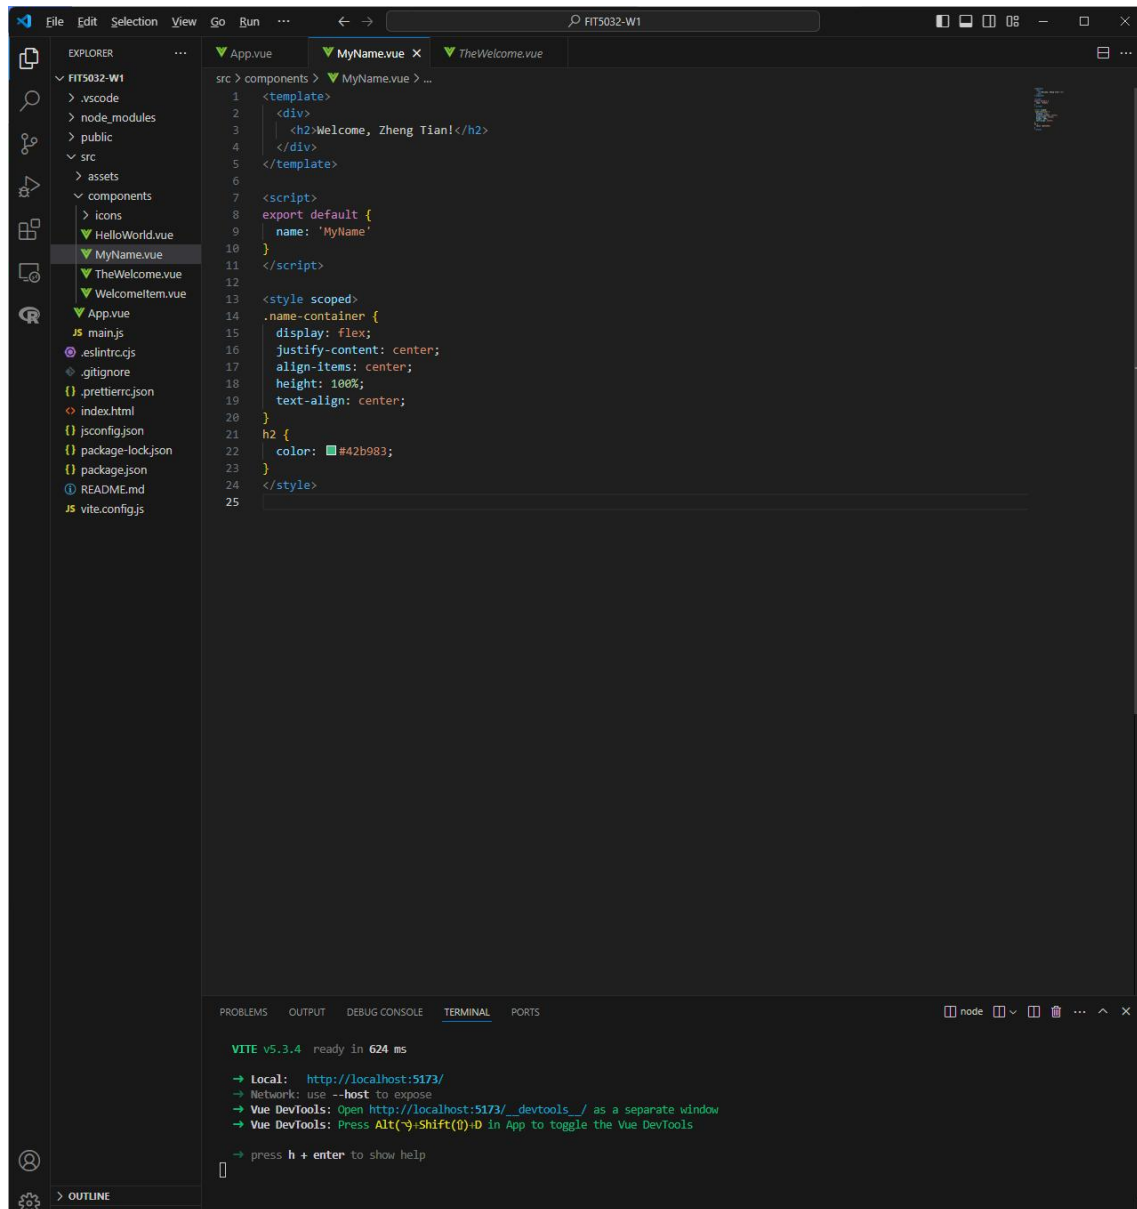 File Edit Selection View Go Run ··· ← → FIT5032-W1
EXPLORER ···
FIT5032-W1
.vscode
node_modules
public
src
assets
components
icons
HelloWorld.vue
MyName.vue
TheWelcome.vue
WelcomeItem.vue
App.vue
JS main.js
.eslintrc.cjs
.gitignore
{} .prettierrc.json
<> index.html
{} jsconfig.json
{} package-lock.json
{} package.json
README.md
JS vite.config.js
OUTLINE
App.vue MyName.vue × TheWelcome.vue
src > components > MyName.vue > ...
1 <template>
2 <div>
3 <h2>Welcome, Zheng Tian!</h2>
4 </div>
5 </template>
6
7 <script>
8 export default {
9 name: 'MyName'
10 }
11 </script>
12
13 <style scoped>
14 .name-container {
15 display: flex;
16 justify-content: center;
17 align-items: center;
18 height: 100%;
19 text-align: center;
20 }
21 h2 {
22 color: #42b983;
23 }
24 </style>
25
PROBLEMS OUTPUT DEBUG CONSOLE TERMINAL PORTS node
VITE v5.3.4 ready in 624 ms
→ Local: http://localhost:5173/
→ Network: use --host to expose
→ Vue DevTools: Open http://localhost:5173/__devtools__/ as a separate window
→ Vue DevTools: Press Alt(⌥)+Shift(⇧)+D in App to toggle the Vue DevTools
→ press h + enter to show help